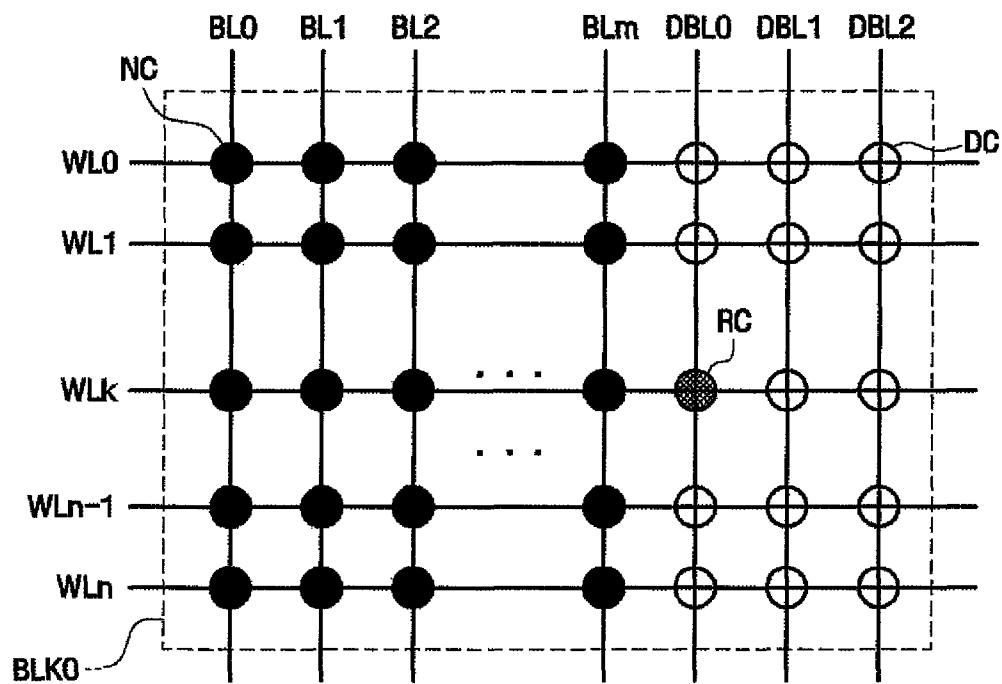 BL0 BL1 BL2 BLm DBL0 DBL1 DBL2
NC
WL0
DC
WL1
RC
WLk
. . .
. . .
WLn-1
WLn
BLK0